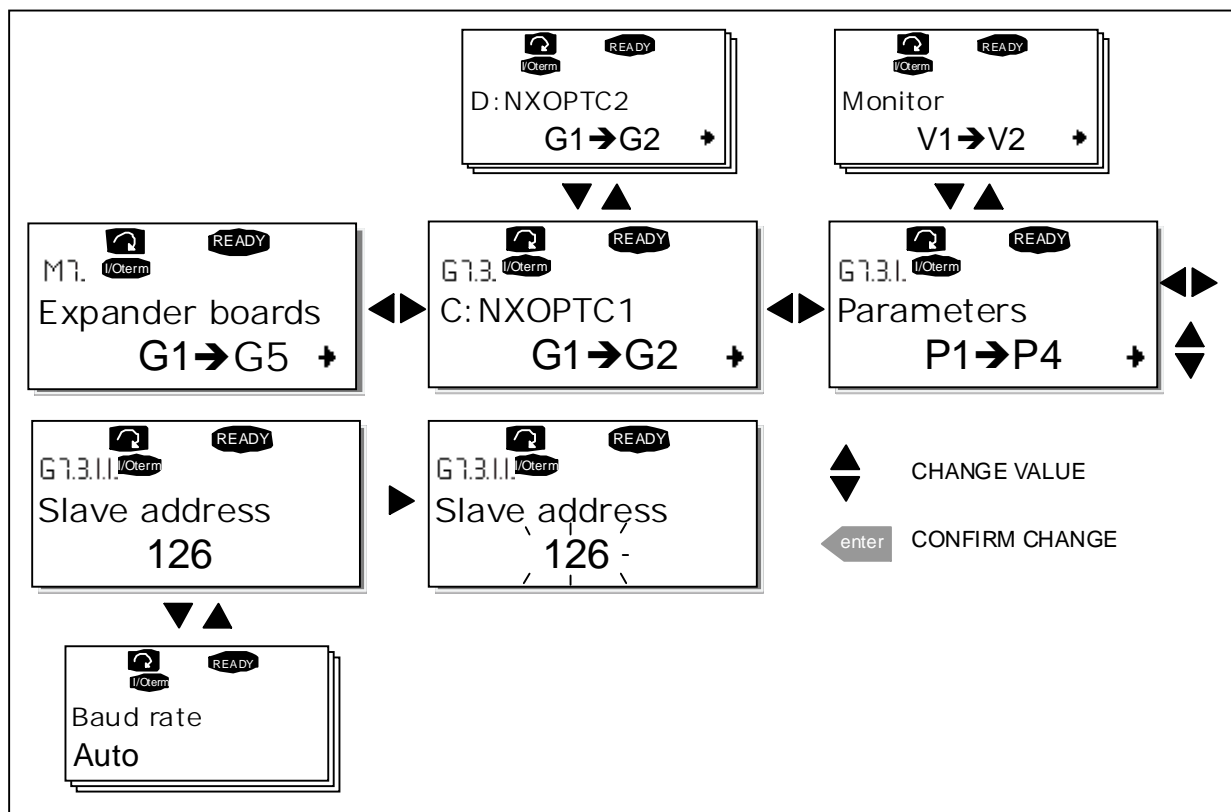 READY
I/Oterm
D:NXOPTC2
G1➔G2
READY
I/Oterm
Monitor
V1➔V2
READY
M7.
I/Oterm
Expander boards
G1➔G5
READY
G7.3.
I/Oterm
C:NXOPTC1
G1➔G2
READY
G7.3.1.
I/Oterm
Parameters
P1➔P4
READY
G7.3.1.1.
I/Oterm
Slave address
126
READY
G7.3.1.1.
I/Oterm
Slave address
126
CHANGE VALUE
enter
CONFIRM CHANGE
READY
I/Oterm
Baud rate
Auto